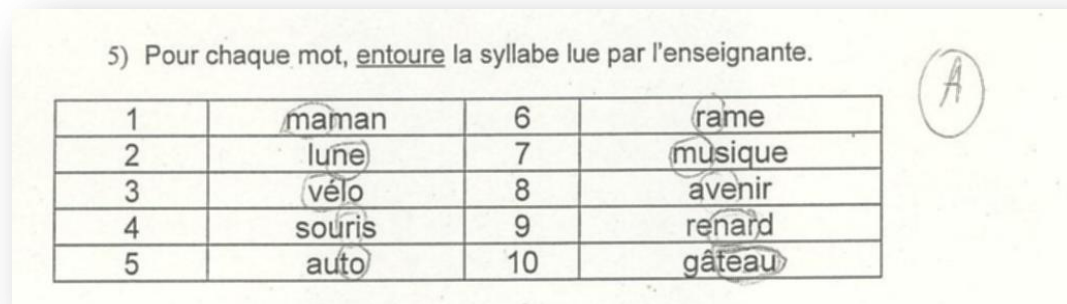 5) Pour chaque mot, entoure la syllabe lue par l'enseignante.
A
1 maman 6 rame
2 lune 7 musique
3 vélo 8 avenir
4 souris 9 renard
5 auto 10 gâteau